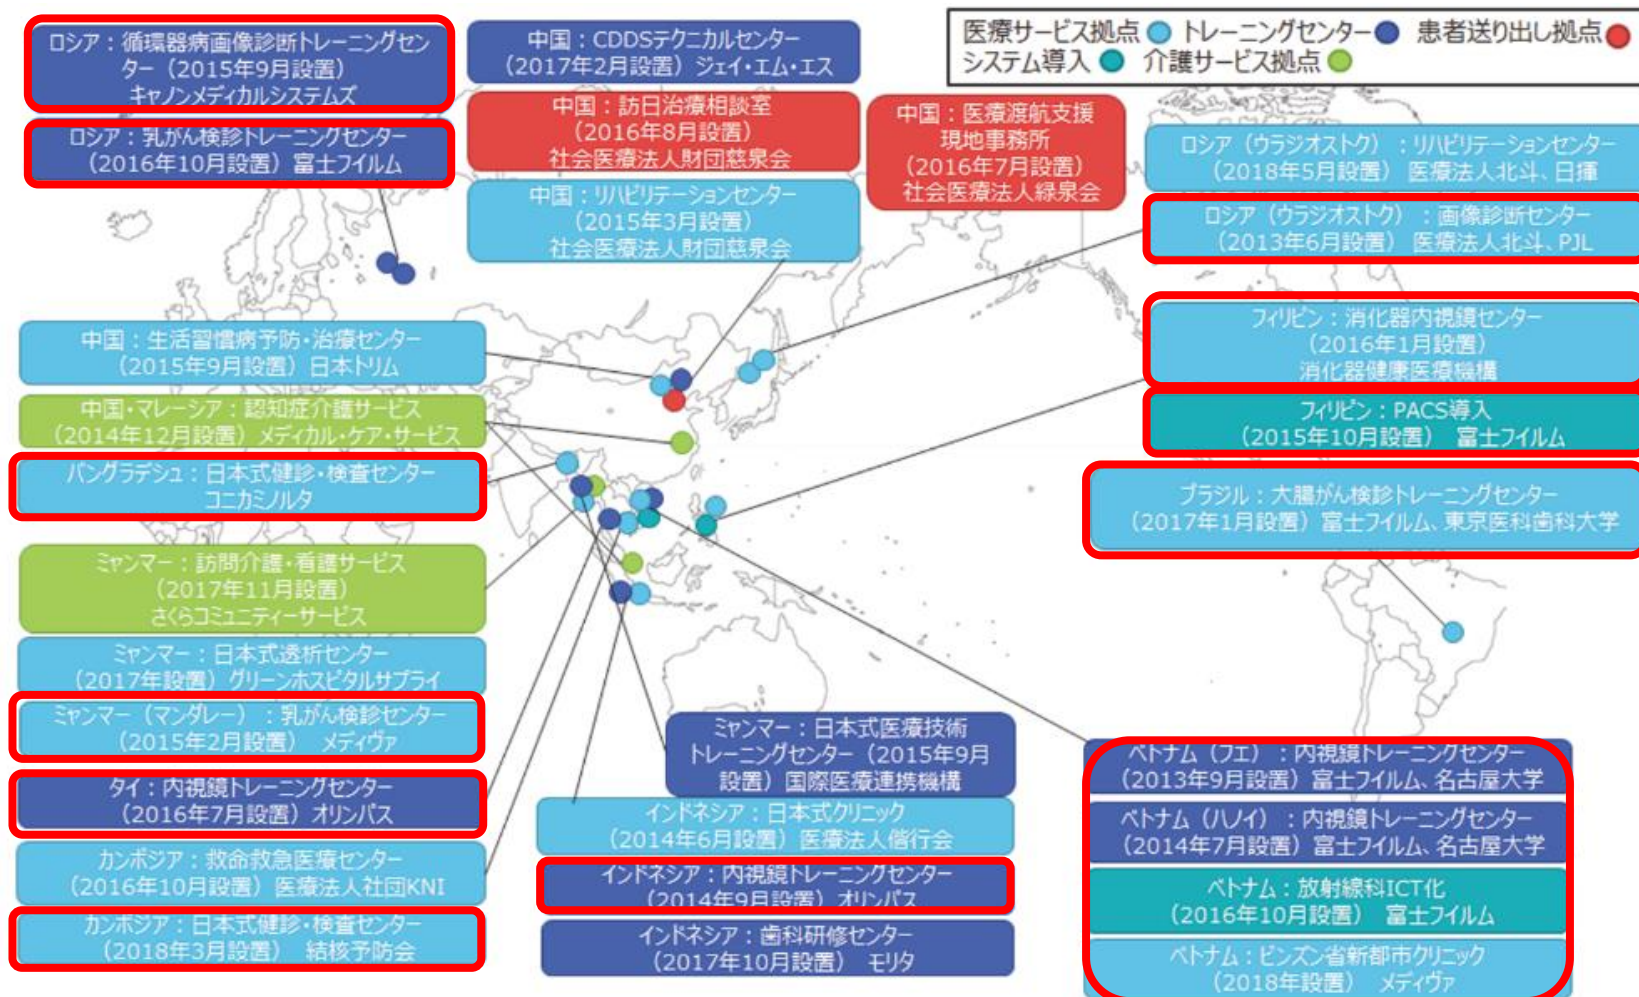 医療サービス拠点 トレーニングセンター 患者送り出し拠点
システム導入 介護サービス拠点
ロシア：循環器病画像診断トレーニングセン
ター（2015年9月設置）
キャノンメディカルシステムズ
ロシア：乳がん検診トレーニングセンター
（2016年10月設置）富士フイルム
中国：CDDSテクニカルセンター
（2017年2月設置）ジェイ・エム・エス
中国：訪日治療相談室
（2016年8月設置）
社会医療法人財団慈泉会
中国：リハビリテーションセンター
（2015年3月設置）
社会医療法人財団慈泉会
中国：医療渡航支援
現地事務所
（2016年7月設置）
社会医療法人緑泉会
ロシア（ウラジオストク）：リハビリテーションセンター
（2018年5月設置）医療法人北斗、日揮
ロシア（ウラジオストク）：画像診断センター
（2013年6月設置）医療法人北斗、PJL
フィリピン：消化器内視鏡センター
（2016年1月設置）
消化器健康医療機構
フィリピン：PACS導入
（2015年10月設置） 富士フイルム
ブラジル：大腸がん検診トレーニングセンター
（2017年1月設置）富士フイルム、東京医科歯科大学
中国：生活習慣病予防・治療センター
（2015年9月設置）日本トリム
中国・マレーシア：認知症介護サービス
（2014年12月設置）メディカル・ケア・サービス
バングラデシュ：日本式健診・検査センター
コニカミノルタ
ミャンマー：訪問介護・看護サービス
（2017年11月設置）
さくらコミュニティーサービス
ミャンマー：日本式透析センター
（2017年設置）グリーンホスピタルサプライ
ミャンマー（マンダレー）：乳がん検診センター
（2015年2月設置） メディヴァ
タイ：内視鏡トレーニングセンター
（2016年7月設置）オリンパス
カンボジア：救命救急医療センター
（2016年10月設置）医療法人社団KNI
カンボジア：日本式健診・検査センター
（2018年3月設置） 結核予防会
ミャンマー：日本式医療技術
トレーニングセンター（2015年9月
設置）国際医療連携機構
インドネシア：日本式クリニック
（2014年6月設置）医療法人偕行会
インドネシア：内視鏡トレーニングセンター
（2014年9月設置）オリンパス
インドネシア：歯科研修センター
（2017年10月設置） モリタ
ベトナム（フエ）：内視鏡トレーニングセンター
（2013年9月設置）富士フイルム、名古屋大学
ベトナム（ハノイ）：内視鏡トレーニングセンター
（2014年7月設置）富士フイルム、名古屋大学
ベトナム：放射線科ICT化
（2016年10月設置） 富士フイルム
ベトナム：ビンズン省新都市クリニック
（2018年設置） メディヴァ